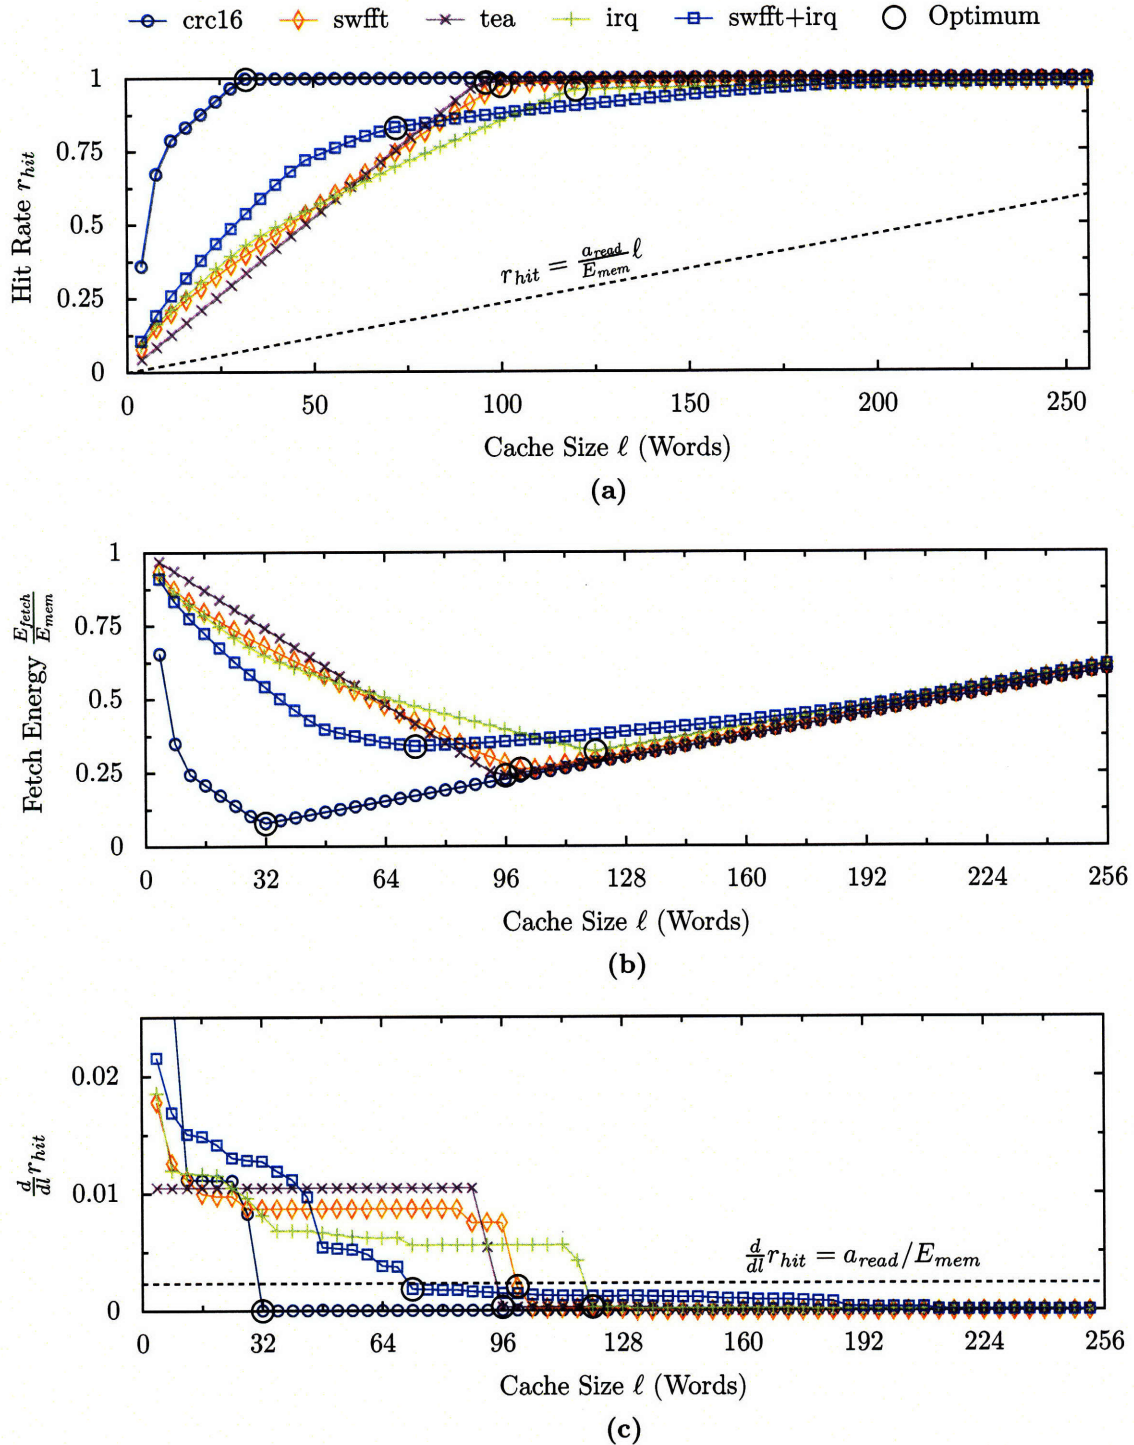 crc16 swfft tea irq swfft+irq Optimum
1
0.75
0.5
0.25
0
Hit Rate r_hit
r_hit = a_read/E_mem ℓ
0 50 100 150 200 250
Cache Size ℓ (Words)
(a)
1
0.75
0.5
0.25
0
Fetch Energy E_fetch/E_mem
0 32 64 96 128 160 192 224 256
Cache Size ℓ (Words)
(b)
0.02
0.01
0
d/dl r_hit
d/dl r_hit = a_read/E_mem
0 32 64 96 128 160 192 224 256
Cache Size ℓ (Words)
(c)